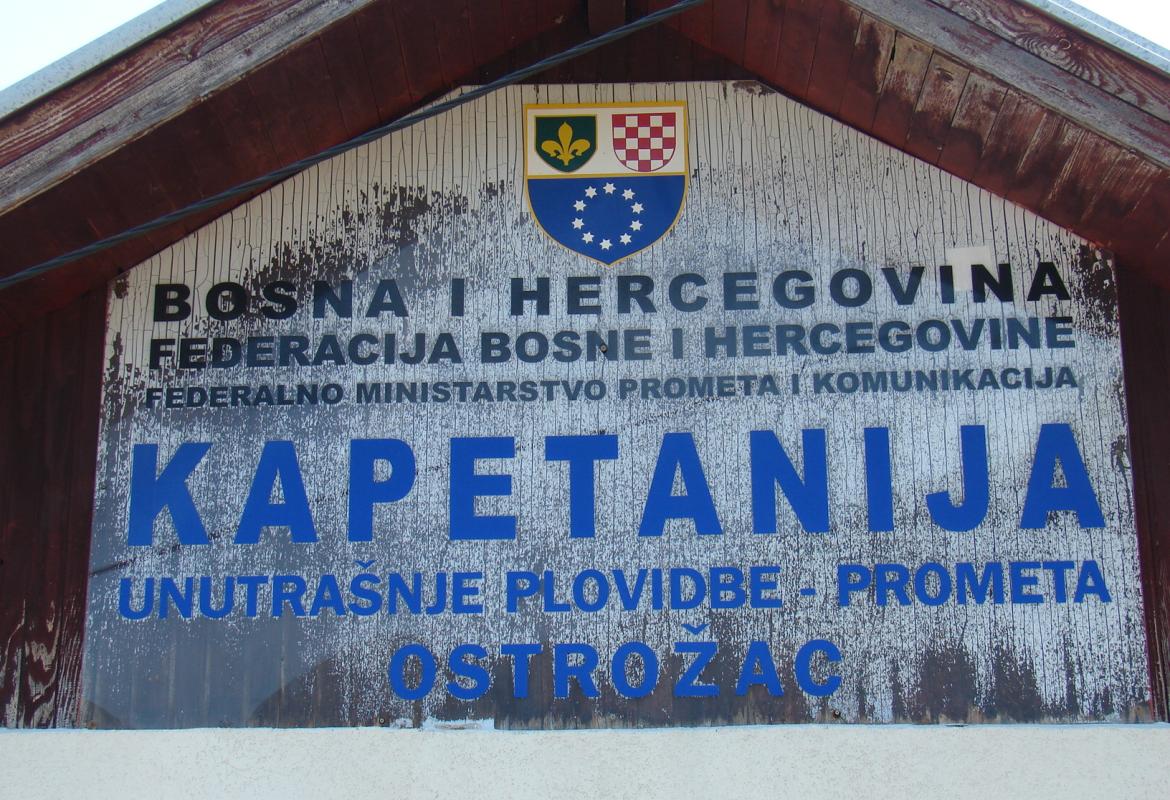 BOSNA I HERCEGOVINA
FEDERACIJA BOSNE I HERCEGOVINE
FEDERALNO MINISTARSTVO PROMETA I KOMUNIKACIJA
KAPETANIJA
UNUTRAŠNJE PLOVIDBE - PROMETA
OSTROŽAC